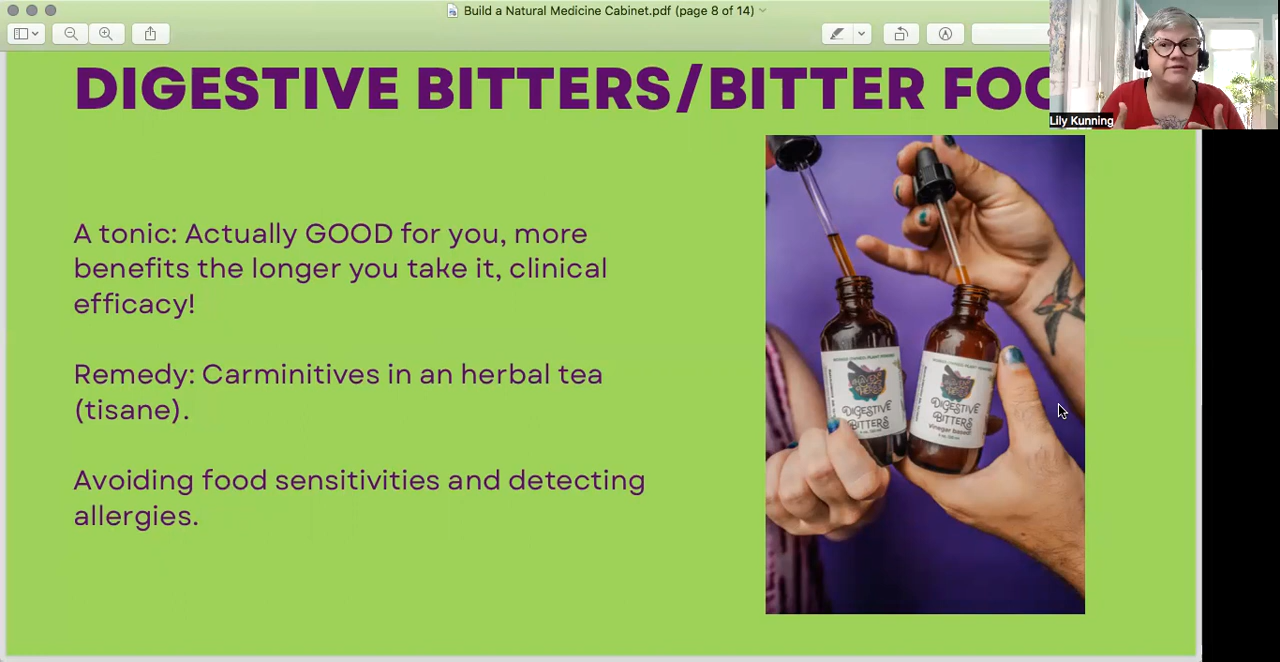 Build a Natural Medicine Cabinet.pdf (page 8 of 14)
DIGESTIVE BITTERS/BITTER FOO
Lily Kunning
A tonic: Actually GOOD for you, more
benefits the longer you take it, clinical
efficacy!
Remedy: Carminitives in an herbal tea
(tisane).
Avoiding food sensitivities and detecting
allergies.
DIGESTIVE
BITTERS
DIGESTIVE
BITTERS
Vinegar based